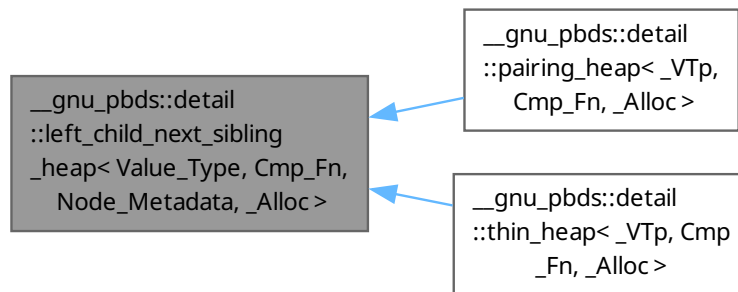 __gnu_pbds::detail
::left_child_next_sibling
_heap< Value_Type, Cmp_Fn,
Node_Metadata, _Alloc >
__gnu_pbds::detail
::pairing_heap< _VTp,
Cmp_Fn, _Alloc >
__gnu_pbds::detail
::thin_heap< _VTp, Cmp
_Fn, _Alloc >